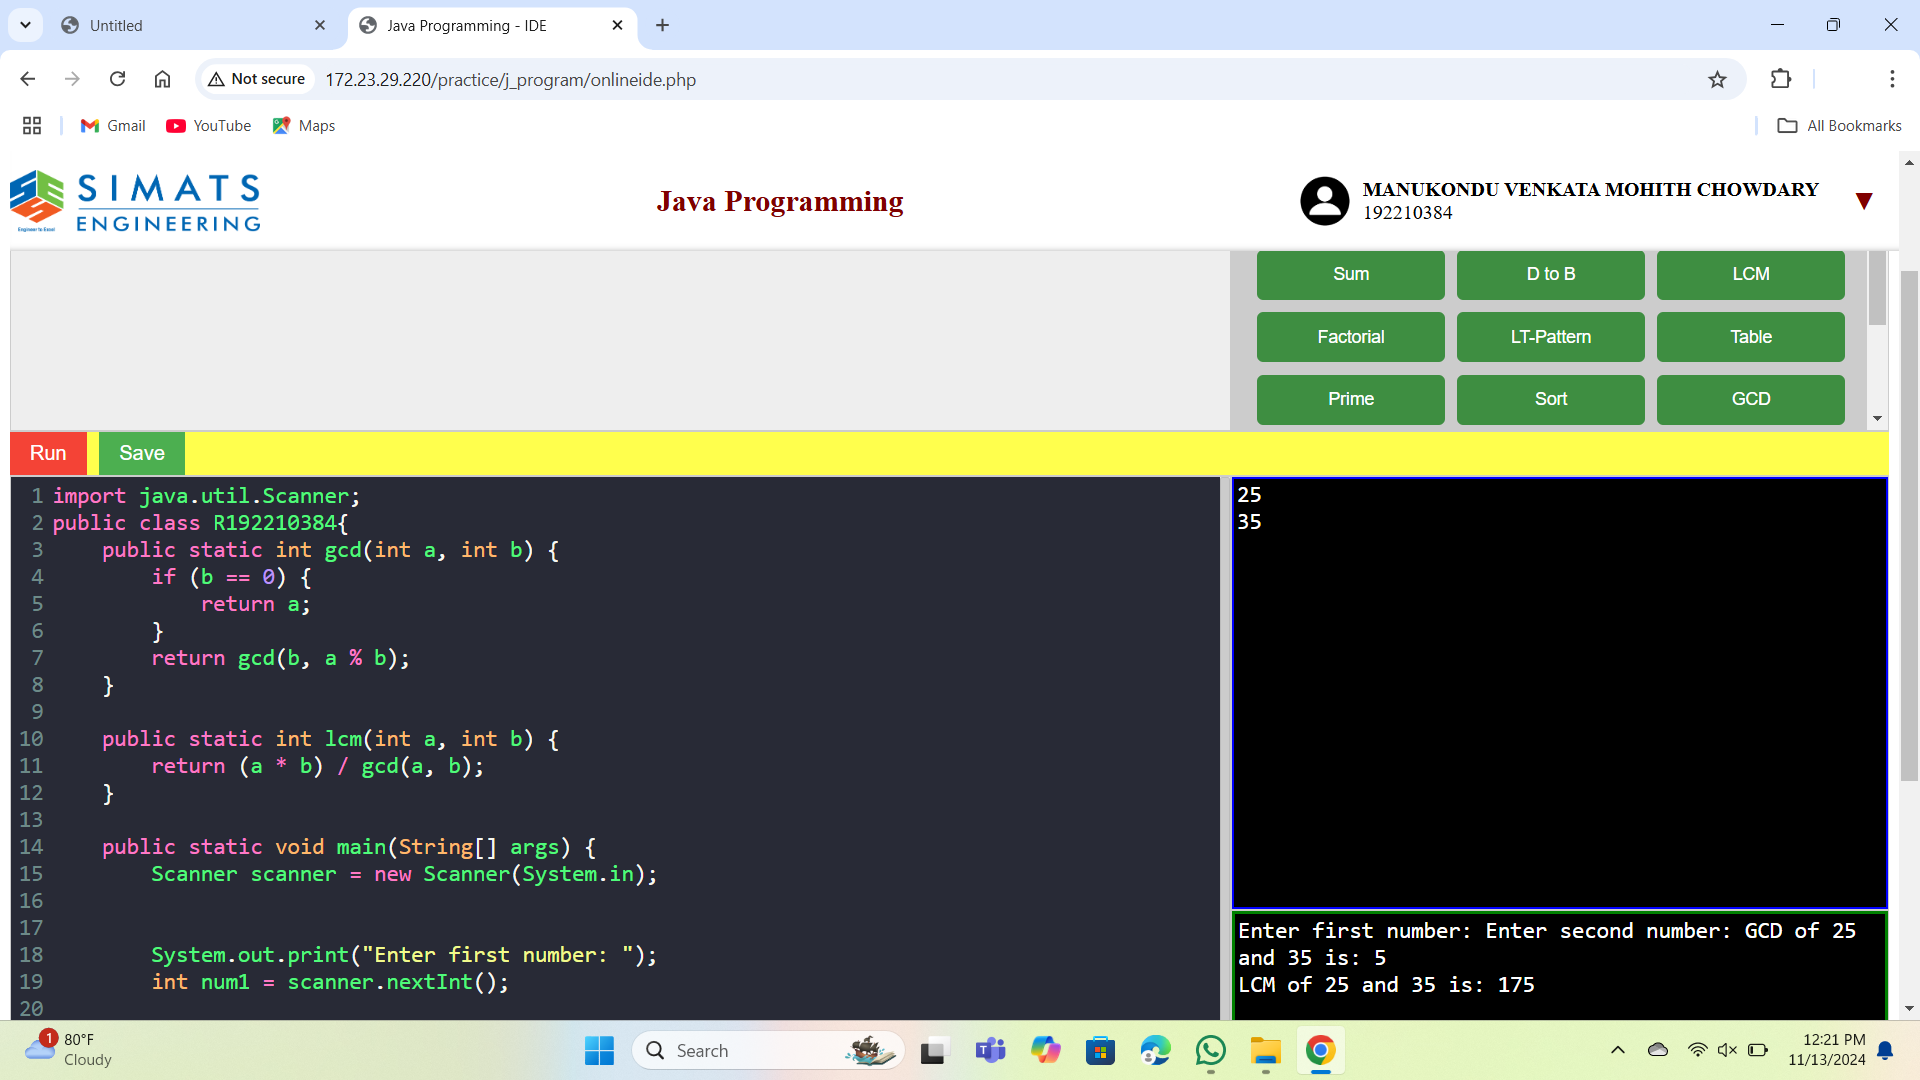 Untitled
Java Programming - IDE
Not secure
172.23.29.220/practice/j_program/onlineide.php
Gmail
YouTube
Maps
All Bookmarks
SIMATS
ENGINEERING
Engineer to Excel
Java Programming
MANUKONDU VENKATA MOHITH CHOWDARY
192210384
Sum
D to B
LCM
Factorial
LT-Pattern
Table
Prime
Sort
GCD
Run
Save
1 import java.util.Scanner;
2 public class R192210384{
3     public static int gcd(int a, int b) {
4         if (b == 0) {
5             return a;
6         }
7         return gcd(b, a % b);
8     }
9
10     public static int lcm(int a, int b) {
11         return (a * b) / gcd(a, b);
12     }
13
14     public static void main(String[] args) {
15         Scanner scanner = new Scanner(System.in);
16
17
18         System.out.print("Enter first number: ");
19         int num1 = scanner.nextInt();
20
25
35
Enter first number: Enter second number: GCD of 25
and 35 is: 5
LCM of 25 and 35 is: 175
1
80°F
Cloudy
Search
12:21 PM
11/13/2024